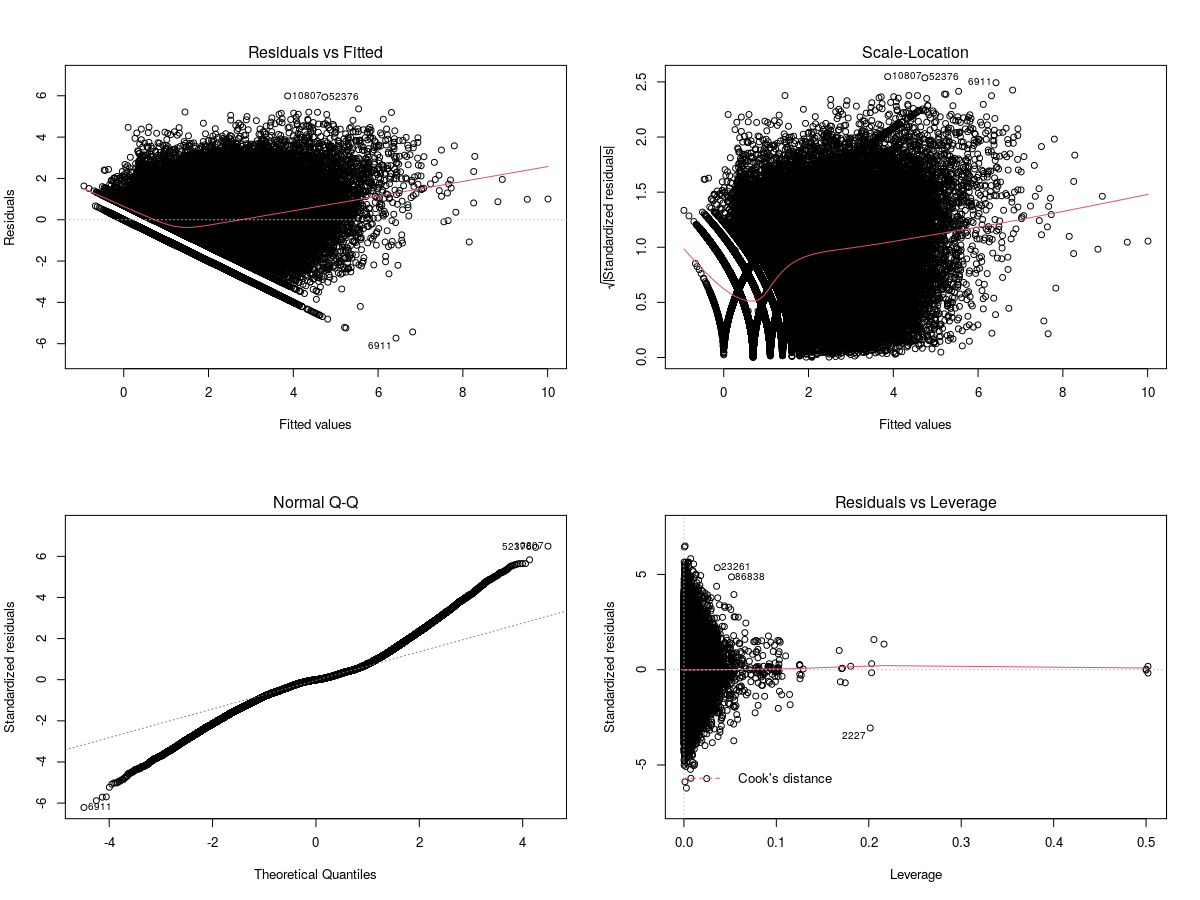 Residuals vs Fitted
Residuals
6
4
2
0
-2
-4
-6
10807
52376
6911
0 2 4 6 8 10
Fitted values
Scale-Location
√|Standardized residuals|
2.5
2.0
1.5
1.0
0.5
0.0
10807
52376
6911
0 2 4 6 8 10
Fitted values
Normal Q-Q
Standardized residuals
6
4
2
0
-2
-4
-6
6911
-4 -2 0 2 4
Theoretical Quantiles
Residuals vs Leverage
Standardized residuals
5
0
-5
23261
86838
2227
Cook's distance
0.0 0.1 0.2 0.3 0.4 0.5
Leverage